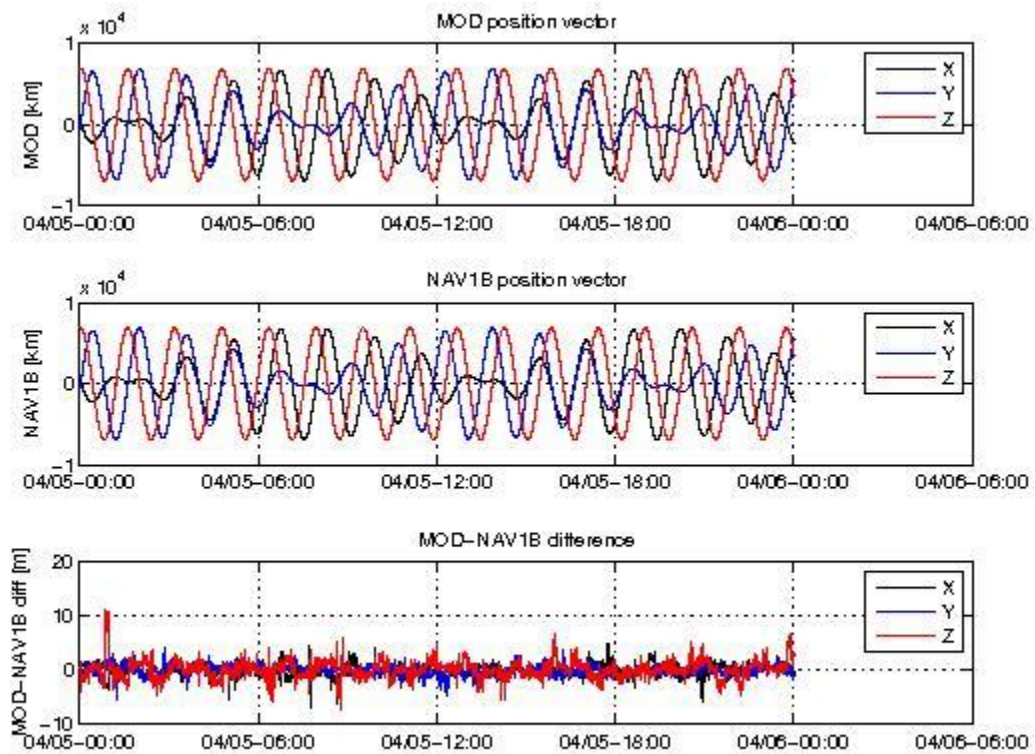 MOD position vector
x 10^4
1
0
-1
MOD [km]
X
Y
Z
04/05-00:00 04/05-06:00 04/05-12:00 04/05-18:00 04/06-00:00 04/06-06:00
NAV1B position vector
x 10^4
1
0
-1
NAV1B [km]
X
Y
Z
04/05-00:00 04/05-06:00 04/05-12:00 04/05-18:00 04/06-00:00 04/06-06:00
MOD-NAV1B difference
20
10
0
-10
MOD-NAV1B diff [m]
X
Y
Z
04/05-00:00 04/05-06:00 04/05-12:00 04/05-18:00 04/06-00:00 04/06-06:00